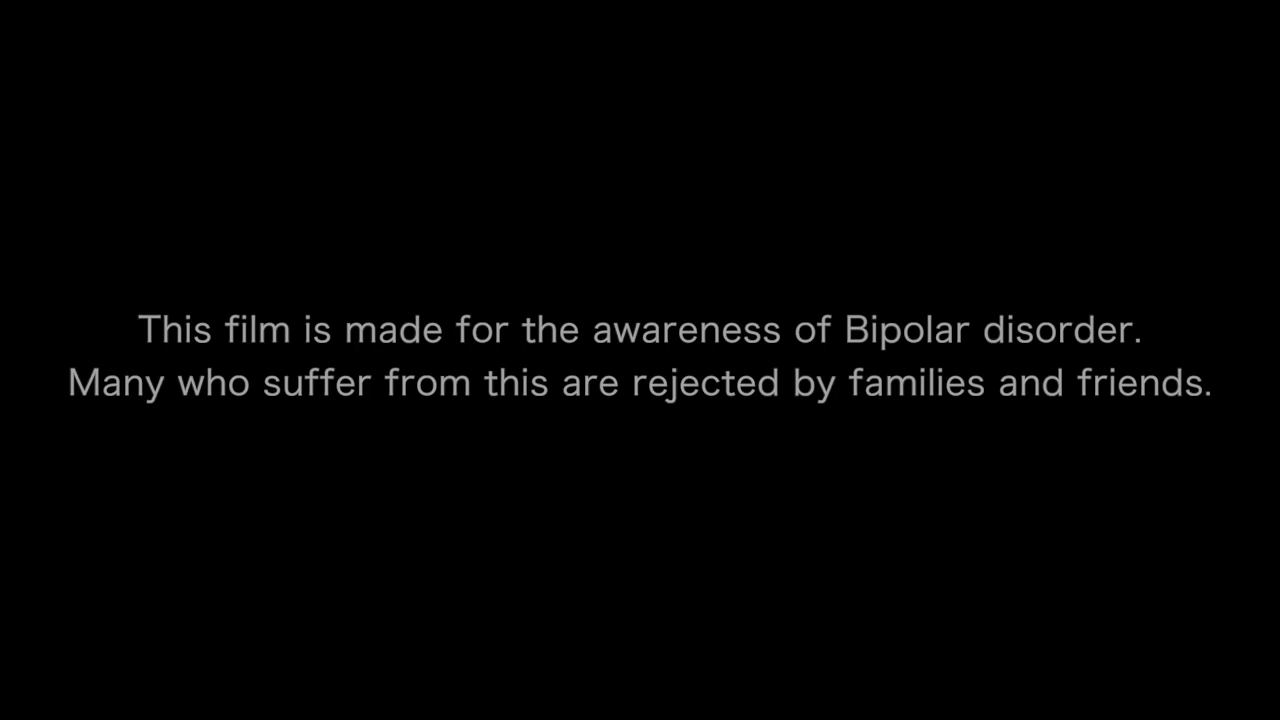 This film is made for the awareness of Bipolar disorder.
Many who suffer from this are rejected by families and friends.